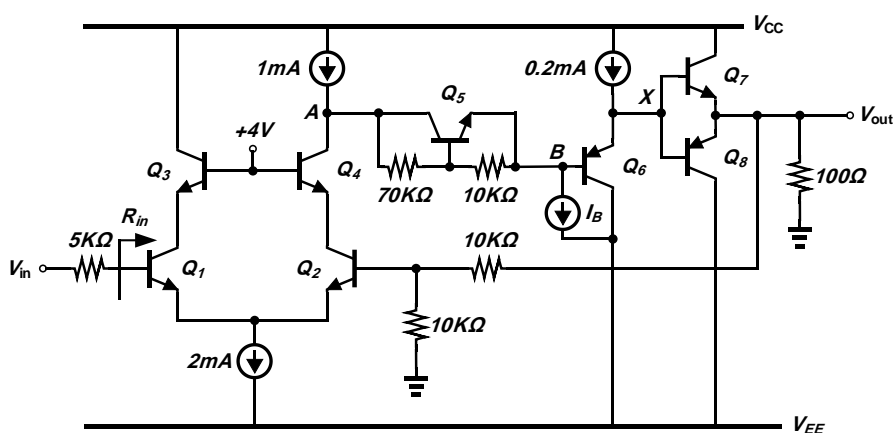 V_CC
1mA
0.2mA
Q_5
Q_7
A
X
V_out
+4V
Q_3
Q_4
B
Q_6
Q_8
70KΩ
10KΩ
100Ω
R_in
I_B
5KΩ
10KΩ
V_in
Q_1
Q_2
10KΩ
2mA
V_EE